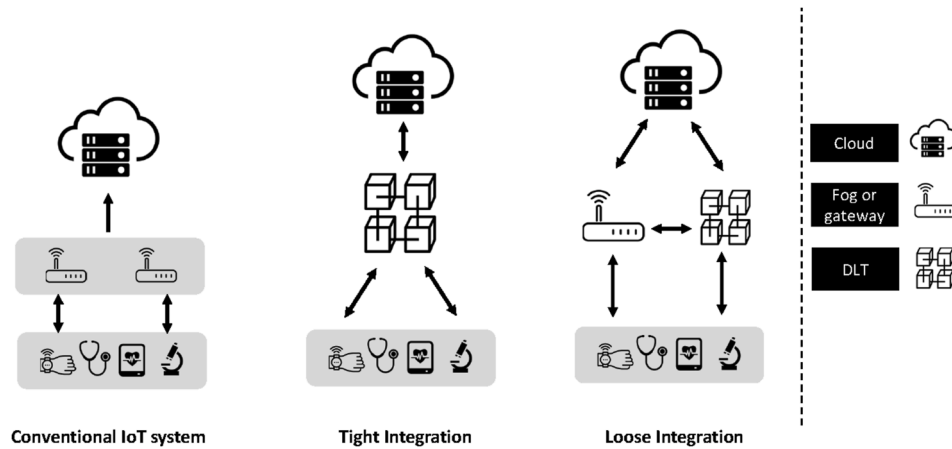 Conventional IoT system
Tight Integration
Loose Integration
Cloud
Fog or
gateway
DLT